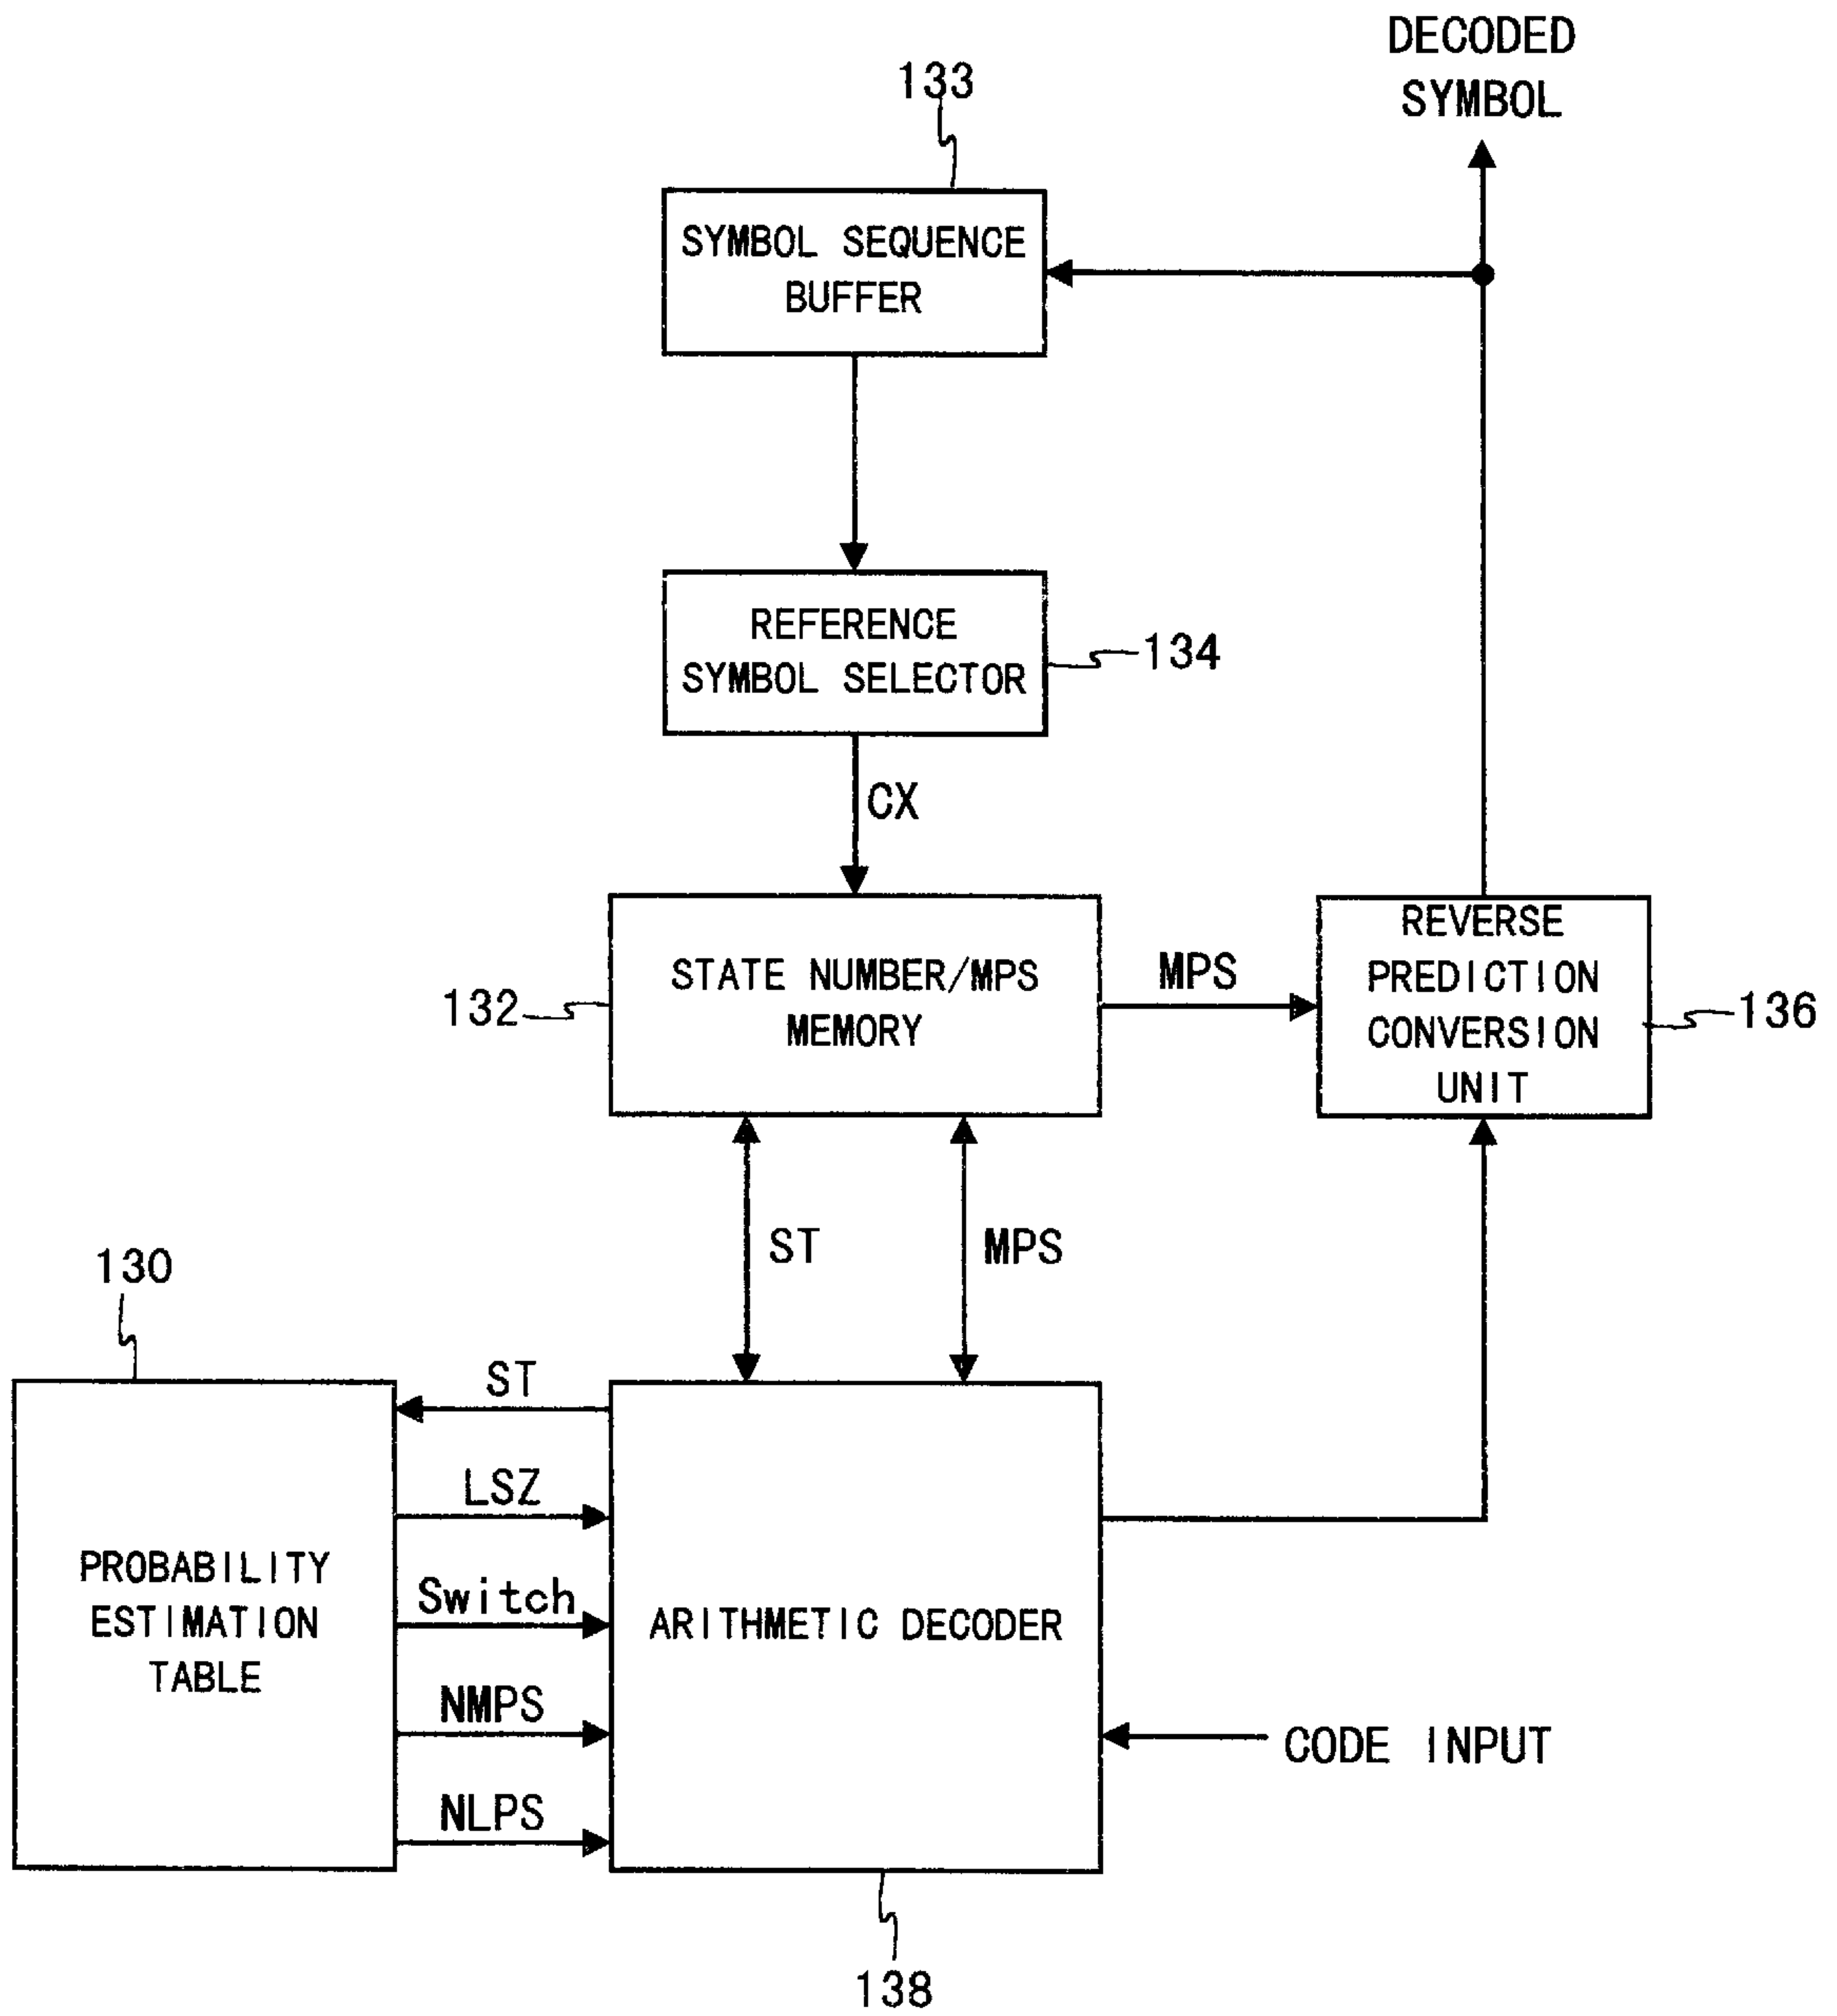 DECODED
SYMBOL
133
SYMBOL SEQUENCE
BUFFER
REFERENCE
SYMBOL SELECTOR
134
CX
STATE NUMBER/MPS
MEMORY
132
MPS
REVERSE
PREDICTION
CONVERSION
UNIT
136
ST
MPS
130
ST
LSZ
Switch
NMPS
NLPS
PROBABILITY
ESTIMATION
TABLE
ARITHMETIC DECODER
CODE INPUT
138